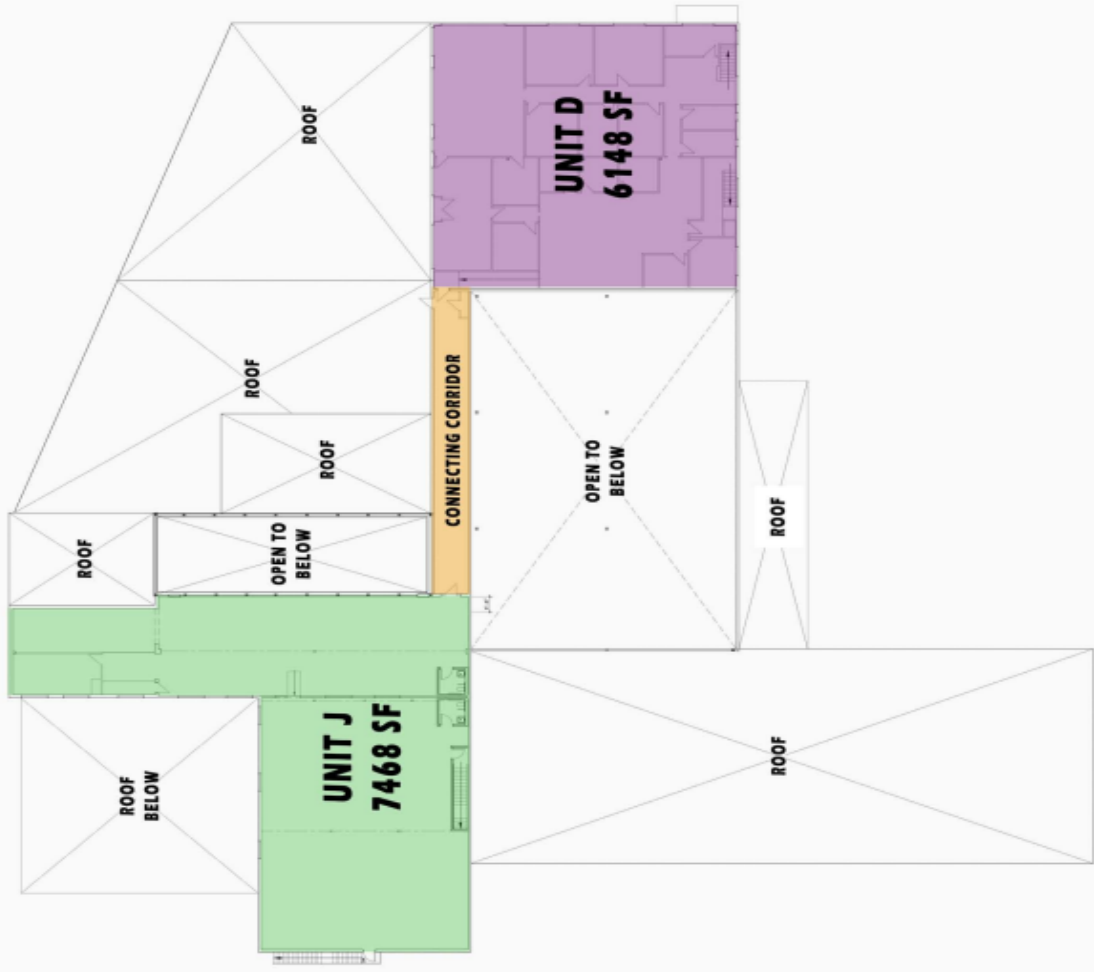 ROOF
UNIT D
6148 SF
ROOF
CONNECTING CORRIDOR
ROOF
OPEN TO
BELOW
ROOF
OPEN TO
BELOW
ROOF
UNIT J
7468 SF
ROOF
BELOW
ROOF